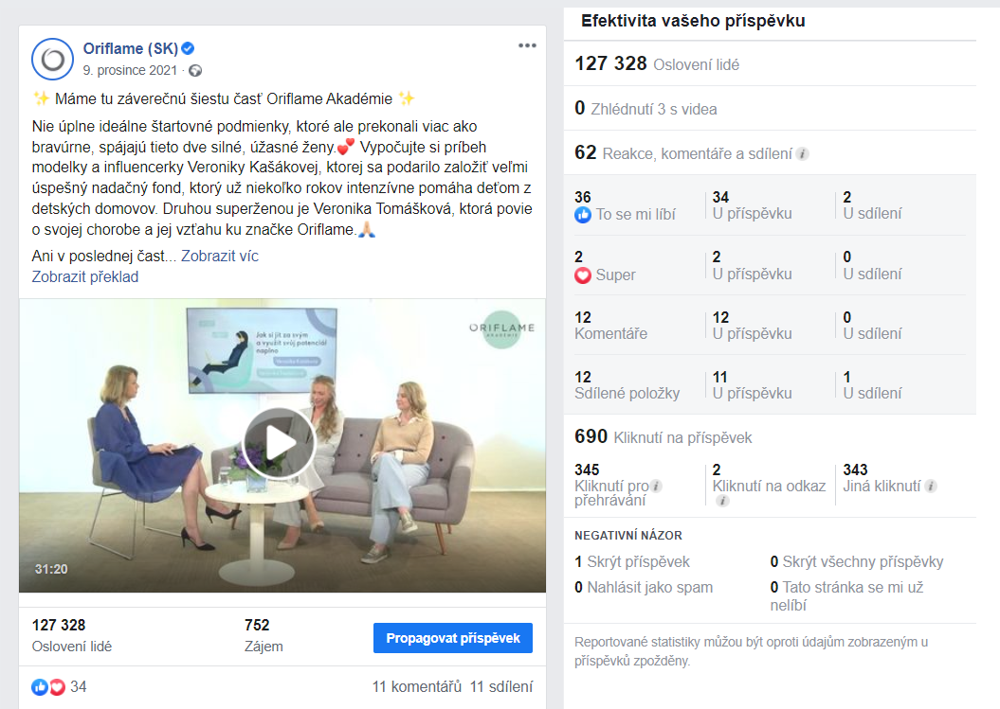 Oriflame (SK)
9. prosince 2021 ·
✨ Máme tu záverečnú šiestu časť Oriflame Akadémie ✨
Nie úplne ideálne štartovné podmienky, ktoré ale prekonali viac ako
bravúrne, spájajú tieto dve silné, úžasné ženy.💕 Vypočujte si príbeh
modelky a influencerky Veroniky Kašákovej, ktorej sa podarilo založiť veľmi
úspešný nadačný fond, ktorý už niekoľko rokov intenzívne pomáha deťom z
detských domovov. Druhou superženou je Veronika Tomášková, ktorá povie
o svojej chorobe a jej vzťahu ku značke Oriflame.🙏
Ani v poslednej čast... Zobrazit víc
Zobrazit překlad
Jak si jít za svým
a využít svůj potenciál
naplno
ORIFLAME
AKADEMIE
31:20
127 328
Oslovení lidé
752
Zájem
Propagovat příspěvek
34
11 komentářů 11 sdílení
Efektivita vašeho příspěvku
127 328 Oslovení lidé
0 Zhlédnutí 3 s videa
62 Reakce, komentáře a sdílení
36
To se mi líbí
34
U příspěvku
2
U sdílení
2
Super
2
U příspěvku
0
U sdílení
12
Komentáře
12
U příspěvku
0
U sdílení
12
Sdílené položky
11
U příspěvku
1
U sdílení
690 Kliknutí na příspěvek
345
Kliknutí pro
přehrávání
2
Kliknutí na odkaz
343
Jiná kliknutí
NEGATIVNÍ NÁZOR
1 Skrýt příspěvek
0 Skrýt všechny příspěvky
0 Nahlásit jako spam
0 Tato stránka se mi už
nelíbí
Reportované statistiky můžou být oproti údajům zobrazeným u
příspěvků zpožděny.